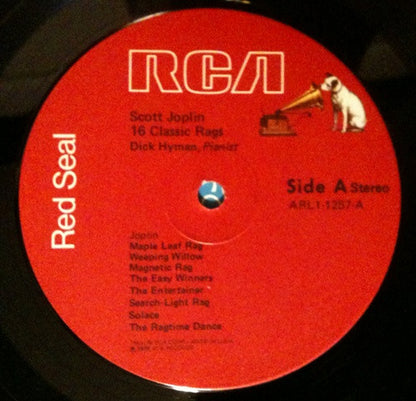 RCA
Scott Joplin
16 Classic Rags
Dick Hyman, Pianist
Red Seal
Side A Stereo
ARL1-1257-A
Joplin
Maple Leaf Rag
Weeping Willow
Magnetic Rag
The Easy Winners
The Entertainer
Search-Light Rag
Solace
The Ragtime Dance